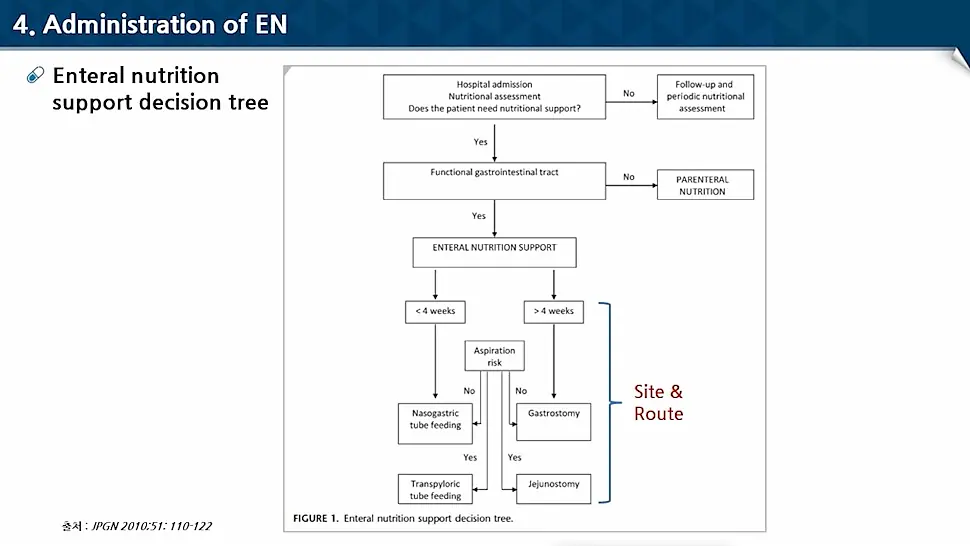 4. Administration of EN
Enteral nutrition
support decision tree
Hospital admission
Nutritional assessment
Does the patient need nutritional support?
No
Follow-up and
periodic nutritional
assessment
Yes
Functional gastrointestinal tract
No
PARENTERAL
NUTRITION
Yes
ENTERAL NUTRITION SUPPORT
< 4 weeks
> 4 weeks
Aspiration
risk
No
No
Nasogastric
tube feeding
Gastrostomy
Site &
Route
Yes
Yes
Transpyloric
tube feeding
Jejunostomy
FIGURE 1. Enteral nutrition support decision tree.
출처 : JPGN 2010;51: 110-122